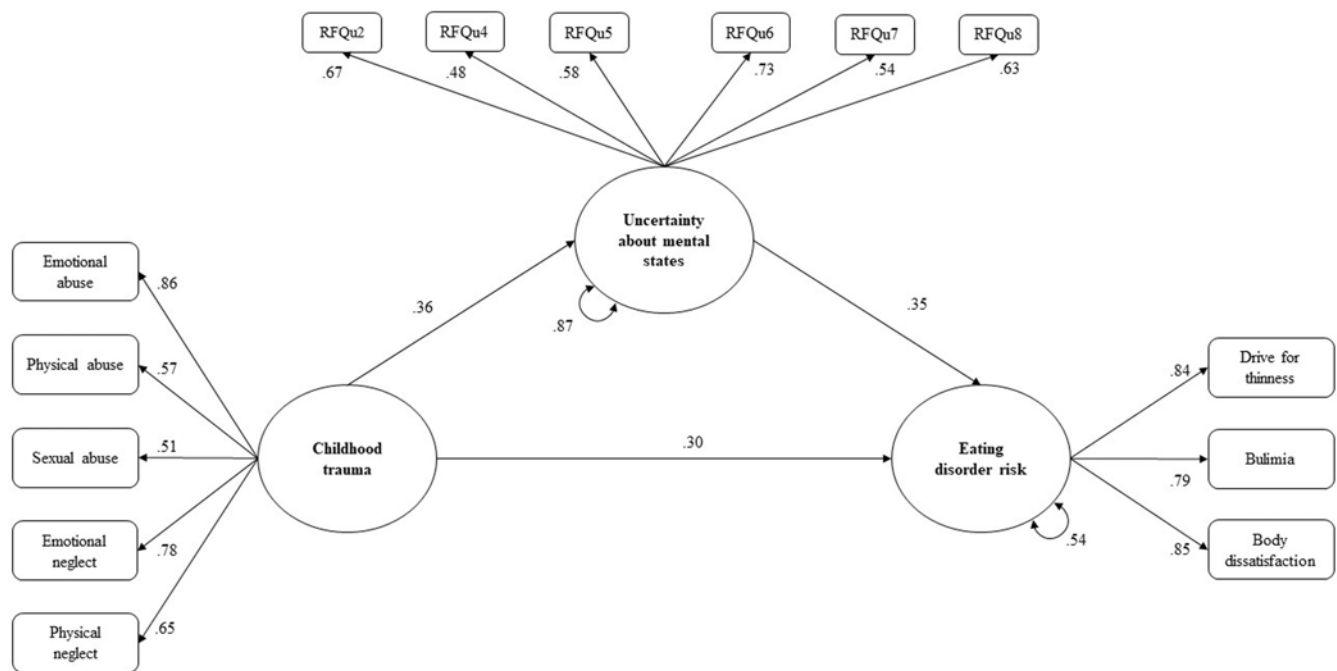 RFQu2
RFQu4
RFQu5
RFQu6
RFQu7
RFQu8
.67
.48
.58
.73
.54
.63
Uncertainty
about mental
states
.87
.36
.35
Emotional
abuse
.86
Physical abuse
.57
Sexual abuse
.51
Emotional
neglect
.78
Physical
neglect
.65
Childhood
trauma
.30
Eating
disorder risk
.54
.84
Drive for
thinness
.79
Bulimia
.85
Body
dissatisfaction